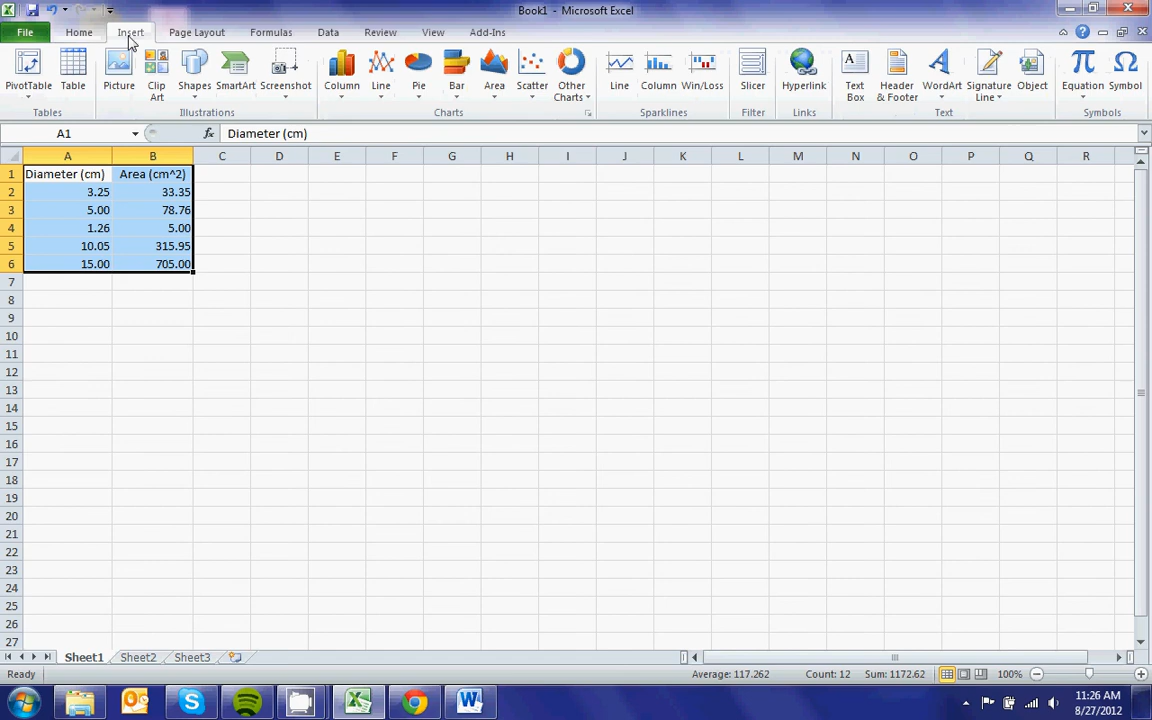 Book1 - Microsoft Excel
File Home Insert Page Layout Formulas Data Review View Add-Ins
PivotTable Table Picture Clip Art Shapes SmartArt Screenshot Column Line Pie Bar Area Scatter Other Charts Line Column Win/Loss Slicer Hyperlink Text Box Header & Footer WordArt Signature Line Object Equation Symbol
Tables Illustrations Charts Sparklines Filter Links Text Symbols
A1 fx Diameter (cm)
A B C D E F G H I J K L M N O P Q R
1 Diameter (cm) Area (cm^2)
2 3.25 33.35
3 5.00 78.76
4 1.26 5.00
5 10.05 315.95
6 15.00 705.00
7
8
9
10
11
12
13
14
15
16
17
18
19
20
21
22
23
24
25
26
27
Sheet1 Sheet2 Sheet3
Ready Average: 117.262 Count: 12 Sum: 1172.62 100%
11:26 AM
8/27/2012